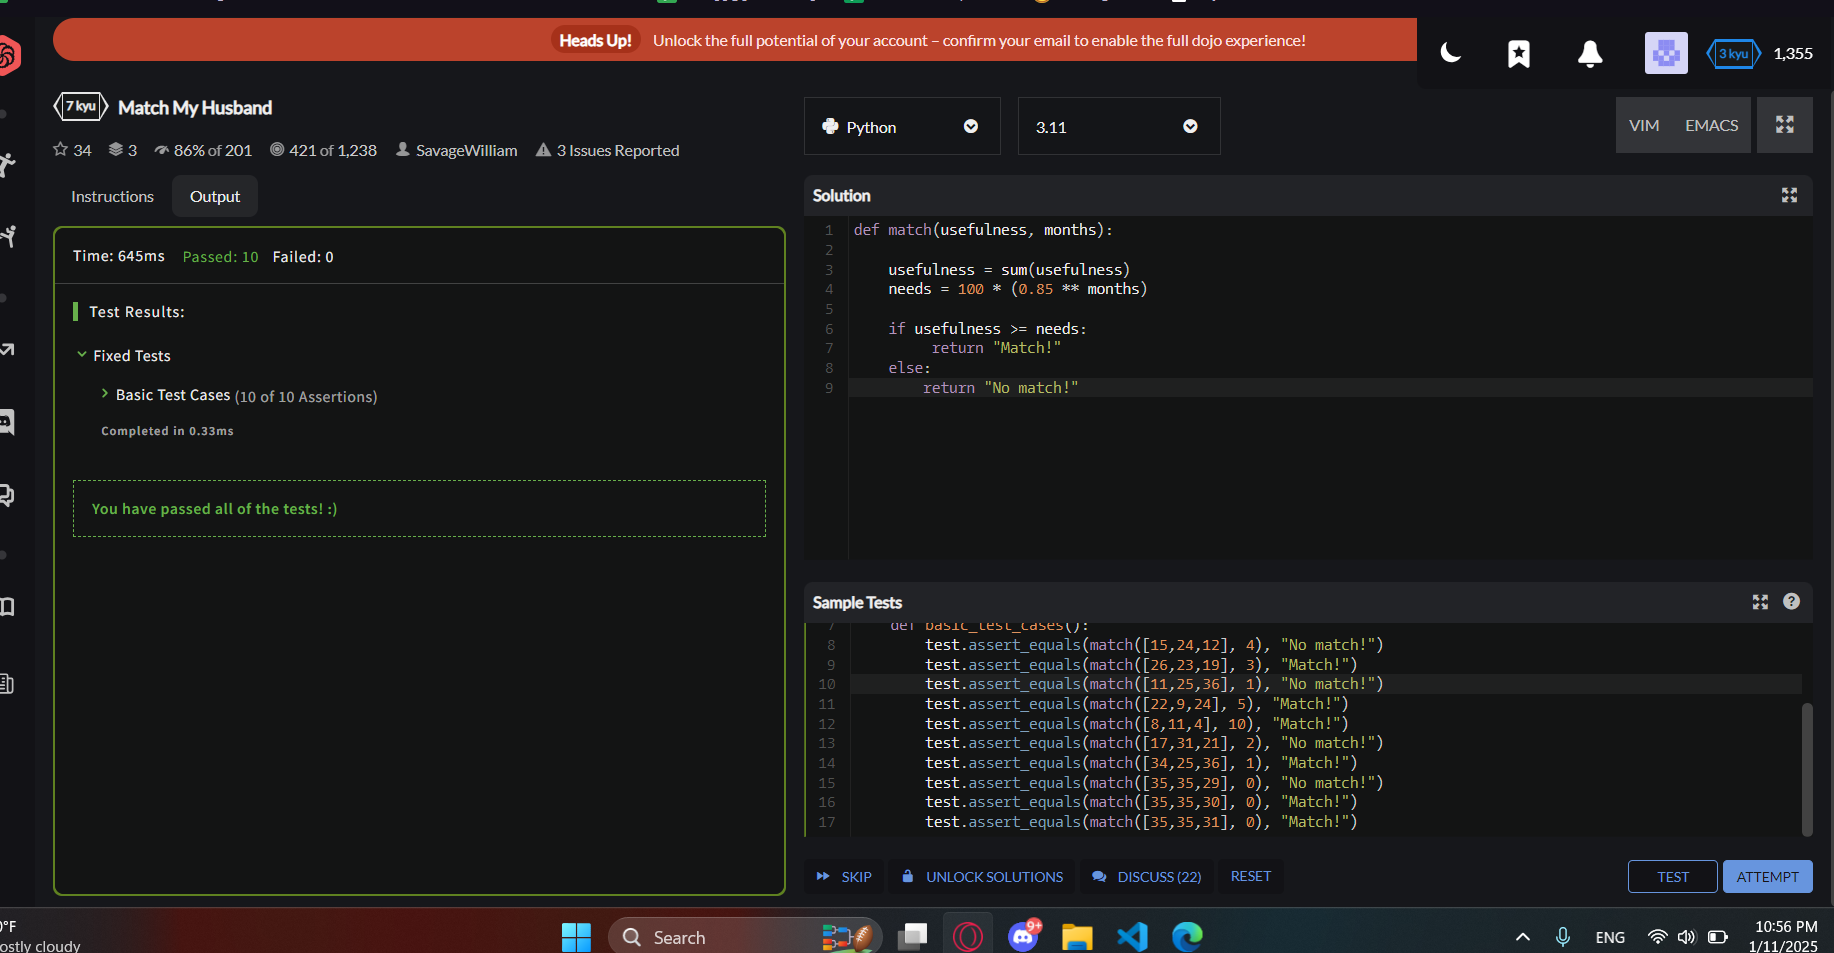 Heads Up! Unlock the full potential of your account – confirm your email to enable the full dojo experience!
3 kyu 1,355
7 kyu Match My Husband
34 3 86% of 201 421 of 1,238 SavageWilliam 3 Issues Reported
Instructions Output
Time: 645ms Passed: 10 Failed: 0
Test Results:
Fixed Tests
Basic Test Cases (10 of 10 Assertions)
Completed in 0.33ms
You have passed all of the tests! :)
Python 3.11 VIM EMACS
Solution
1 def match(usefulness, months):
2
3 usefulness = sum(usefulness)
4 needs = 100 * (0.85 ** months)
5
6 if usefulness >= needs:
7 return "Match!"
8 else:
9 return "No match!"
Sample Tests
7 def basic_test_cases():
8 test.assert_equals(match([15,24,12], 4), "No match!")
9 test.assert_equals(match([26,23,19], 3), "Match!")
10 test.assert_equals(match([11,25,36], 1), "No match!")
11 test.assert_equals(match([22,9,24], 5), "Match!")
12 test.assert_equals(match([8,11,4], 10), "Match!")
13 test.assert_equals(match([17,31,21], 2), "No match!")
14 test.assert_equals(match([34,25,36], 1), "Match!")
15 test.assert_equals(match([35,35,29], 0), "No match!")
16 test.assert_equals(match([35,35,30], 0), "Match!")
17 test.assert_equals(match([35,35,31], 0), "Match!")
SKIP UNLOCK SOLUTIONS DISCUSS (22) RESET TEST ATTEMPT
°F
ostly cloudy
Search
9+
ENG
10:56 PM
1/11/2025